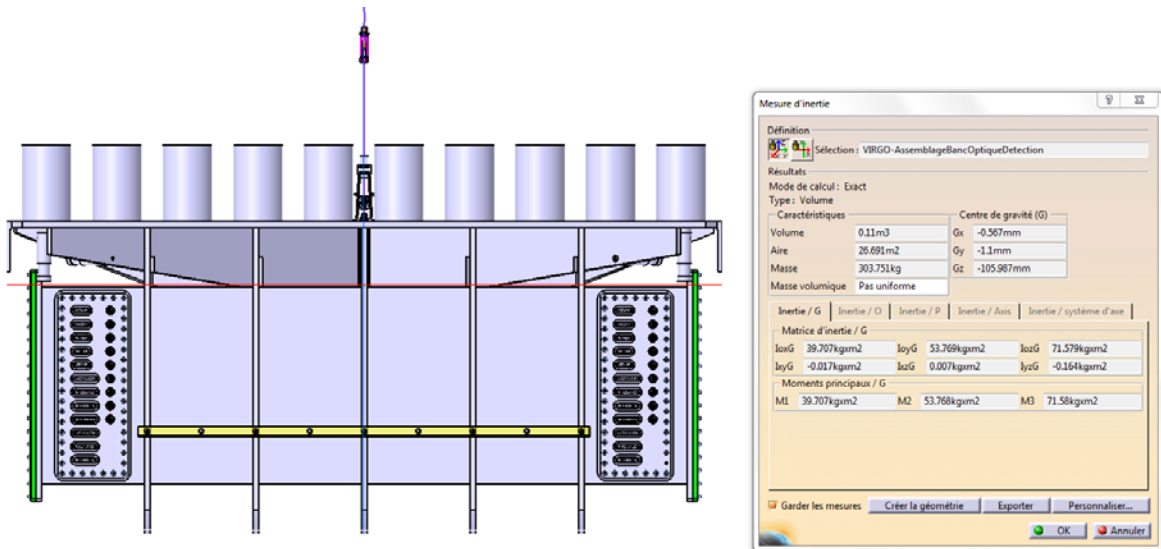 Mesure d'inertie
Définition
Sélection : VIRGO-AssemblageBancOptiqueDetection
Résultats
Mode de calcul : Exact
Type : Volume
Caractéristiques
Volume 0.11m3
Aire 26.691m2
Masse 303.751kg
Masse volumique Pas uniforme
Centre de gravité (G)
Gx -0.567mm
Gy -1.1mm
Gz -105.987mm
Inertie / G Inertie / O Inertie / P Inertie / Axis Inertie / système d'axe
Matrice d'inertie / G
IoxG 39.707kgxm2 IoyG 53.769kgxm2 IozG 71.579kgxm2
IxyG -0.017kgxm2 IxzG 0.007kgxm2 IyzG -0.164kgxm2
Moments principaux / G
M1 39.707kgxm2 M2 53.768kgxm2 M3 71.58kgxm2
Garder les mesures Créer la géométrie Exporter Personnaliser...
OK Annuler